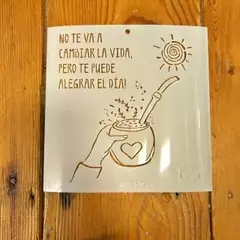 NO TE VA A
CAMBIAR LA VIDA,
PERO TE PUEDE
ALEGRAR EL DÍA!